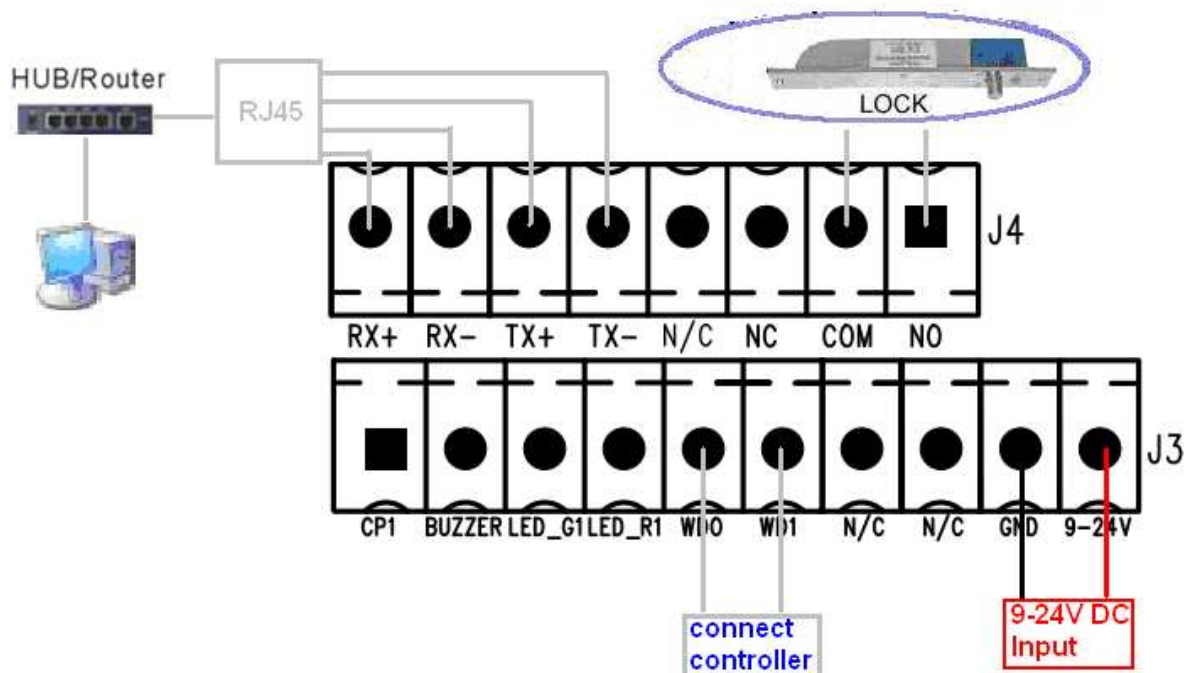 HUB/Router
RJ45
LOCK
J4
RX+ RX- TX+ TX- N/C NC COM NO
J3
CP1 BUZZER LED_G1 LED_R1 WD0 WD1 N/C N/C GND 9-24V
connect
controller
9-24V DC
Input